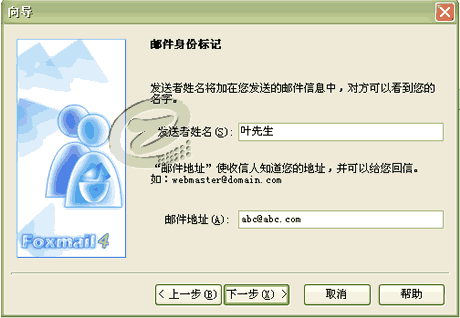 向导
邮件身份标记
发送者姓名将加在您发送的邮件信息中，对方可以看到您的
名字。
发送者姓名(S): 叶先生
“邮件地址”使收信人知道您的地址，并可以给您回信。
如：webmaster@domain.com
邮件地址(A): abc@abc.com
Foxmail 4
< 上一步(B) 下一步(X) > 取消 帮助